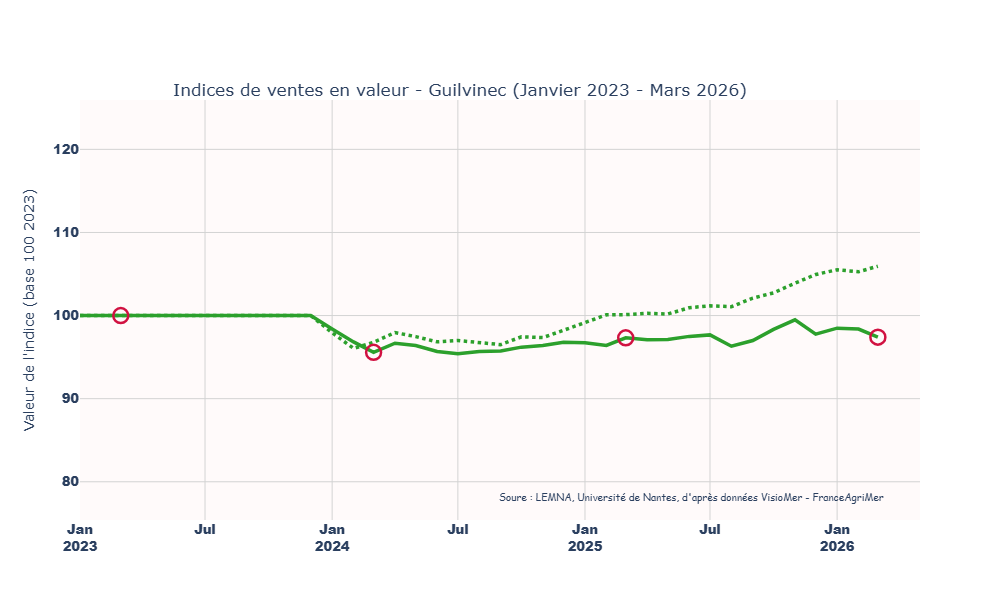 Indices de ventes en valeur - Guilvinec (Janvier 2023 - Mars 2026)
Valeur de l'indice (base 100 2023)
120
110
100
90
80
Soure : LEMNA, Université de Nantes, d'après données VisioMer - FranceAgriMer
Jan Jul Jan Jul Jan Jul Jan
2023 2024 2025 2026